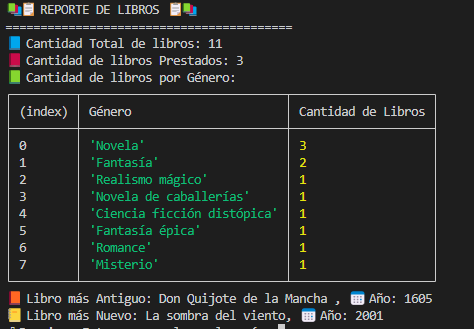 📚📋 REPORTE DE LIBROS 📋📚
=========================================
📘 Cantidad Total de libros: 11
📕 Cantidad de libros Prestados: 3
📗 Cantidad de libros por Género:
(index) Género Cantidad de Libros
0 'Novela' 3
1 'Fantasía' 2
2 'Realismo mágico' 1
3 'Novela de caballerías' 1
4 'Ciencia ficción distópica' 1
5 'Fantasía épica' 1
6 'Romance' 1
7 'Misterio' 1
📙 Libro más Antiguo: Don Quijote de la Mancha , 📅 Año: 1605
📒 Libro más Nuevo: La sombra del viento, 📅 Año: 2001